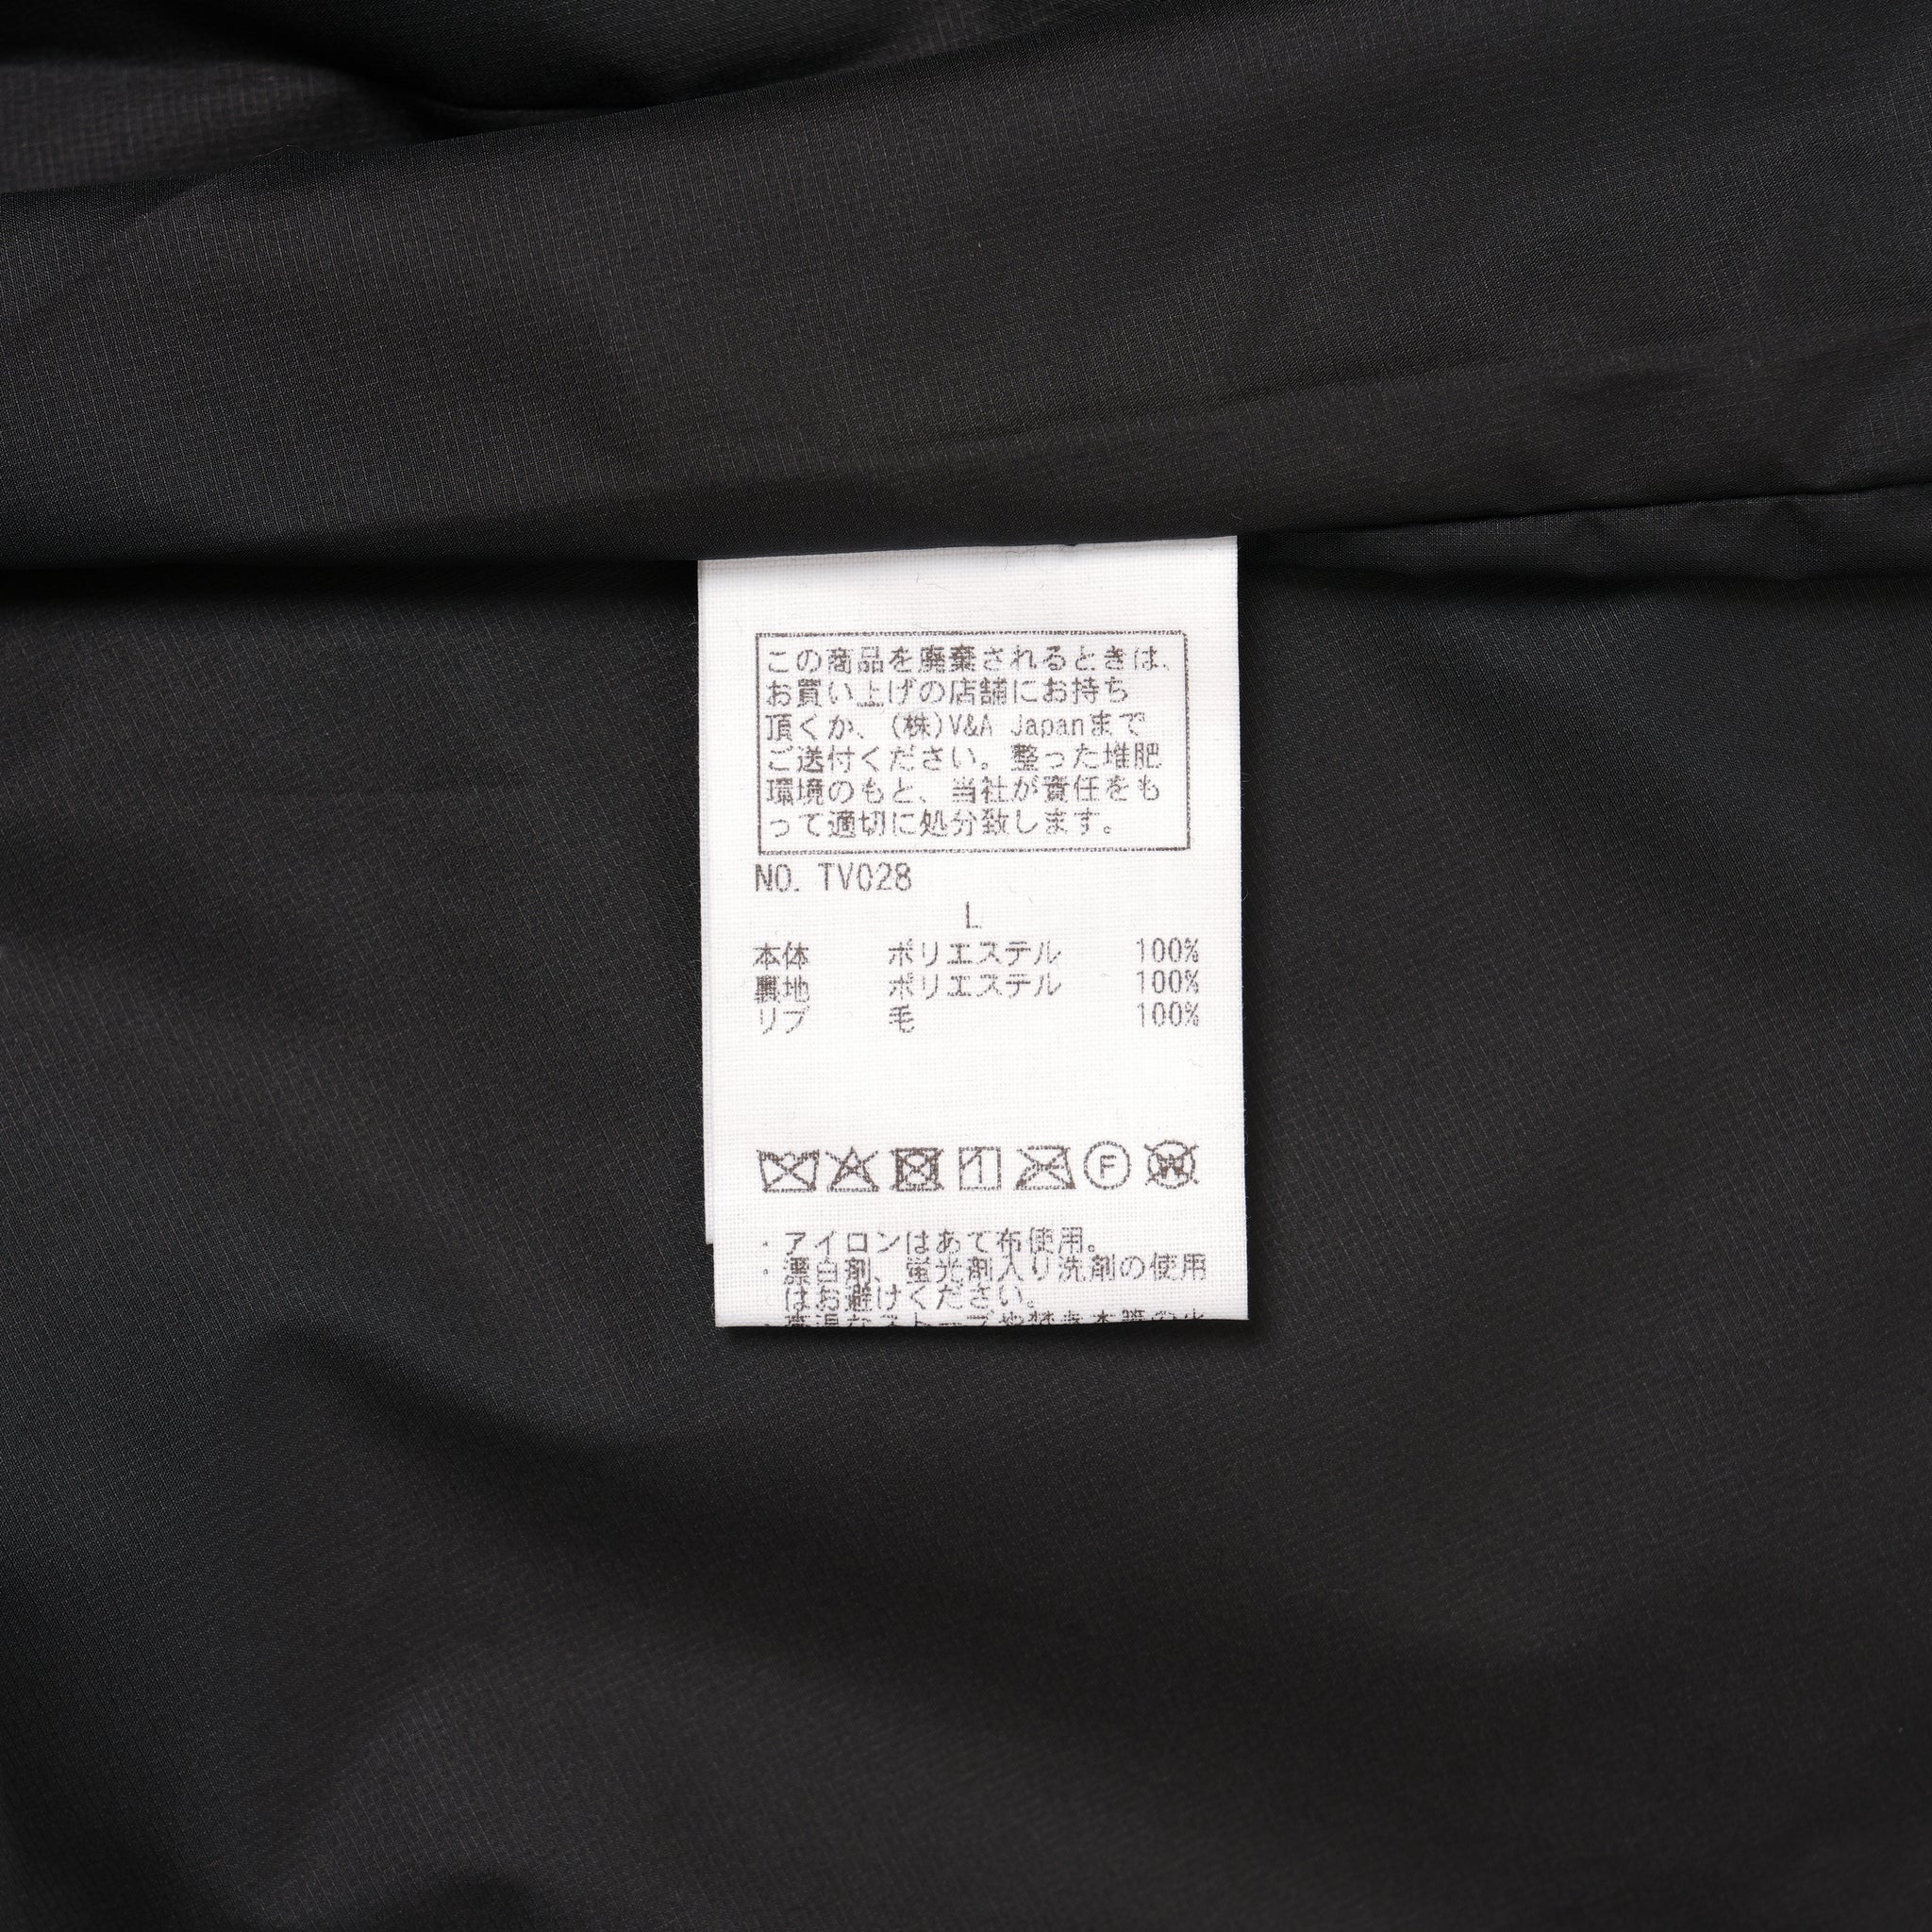 この商品を廃棄されるときは、
お買い上げの店舗にお持ち
頂くか、(株)V&A Japanまで
ご送付ください。整った堆肥
環境のもと、当社が責任をも
って適切に処分致します。
NO. TV028
L
本体 ポリエステル 100%
裏地 ポリエステル 100%
リブ 毛 100%
F
W
・アイロンはあて布使用。
・漂白剤、蛍光剤入り洗剤の使用
はお避けください。